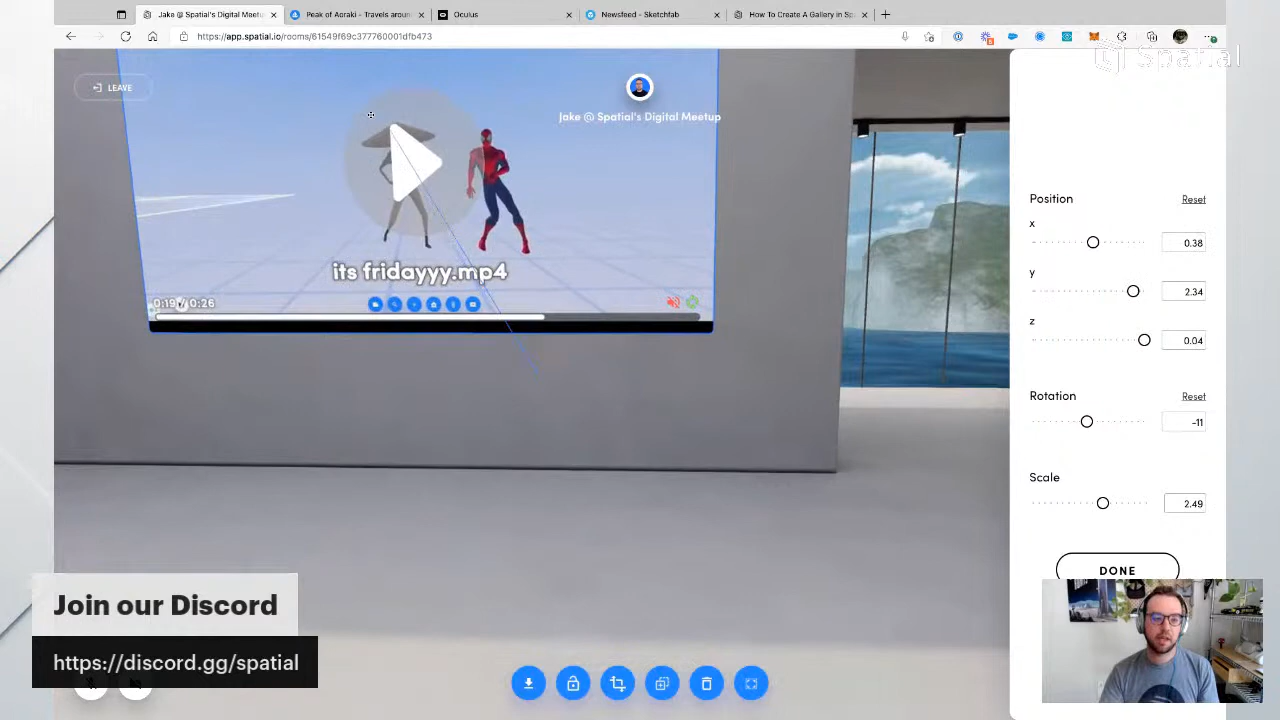 Jake @ Spatial's Digital Meetu
Peak of Aoraki - Travels aroun
Oculus
Newsfeed - Sketchfab
How To Create A Gallery in Sp
https://app.spatial.io/rooms/61549f69c377760001dfb473
Spatial
LEAVE
Jake @ Spatial's Digital Meetup
its fridayyy.mp4
0:19 / 0:26
Position
Reset
x
0.38
y
2.34
z
0.04
Rotation
Reset
-11
Scale
2.49
DONE
Join our Discord
https://discord.gg/spatial